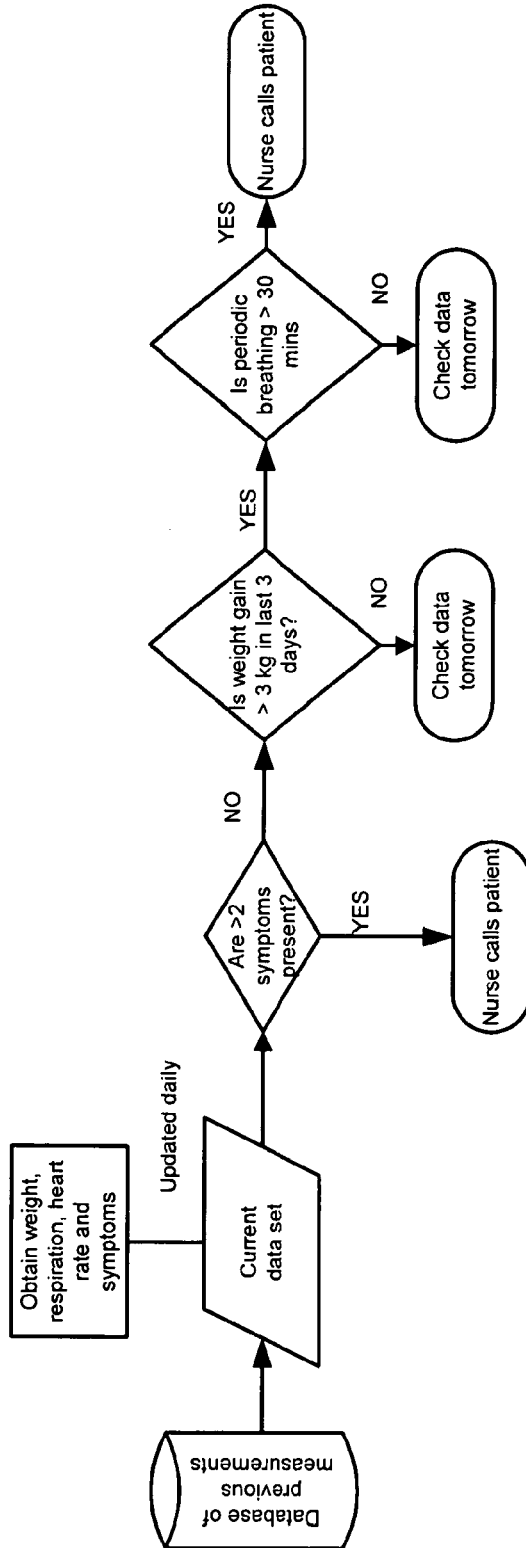 Database of
previous
measurements
Obtain weight,
respiration, heart
rate and
symptoms
Current
data set
Updated daily
Are >2
symptoms
present?
YES
Nurse calls patient
NO
Is weight gain
> 3 kg in last 3
days?
NO
Check data
tomorrow
YES
Is periodic
breathing > 30
mins
NO
Check data
tomorrow
YES
Nurse calls patient